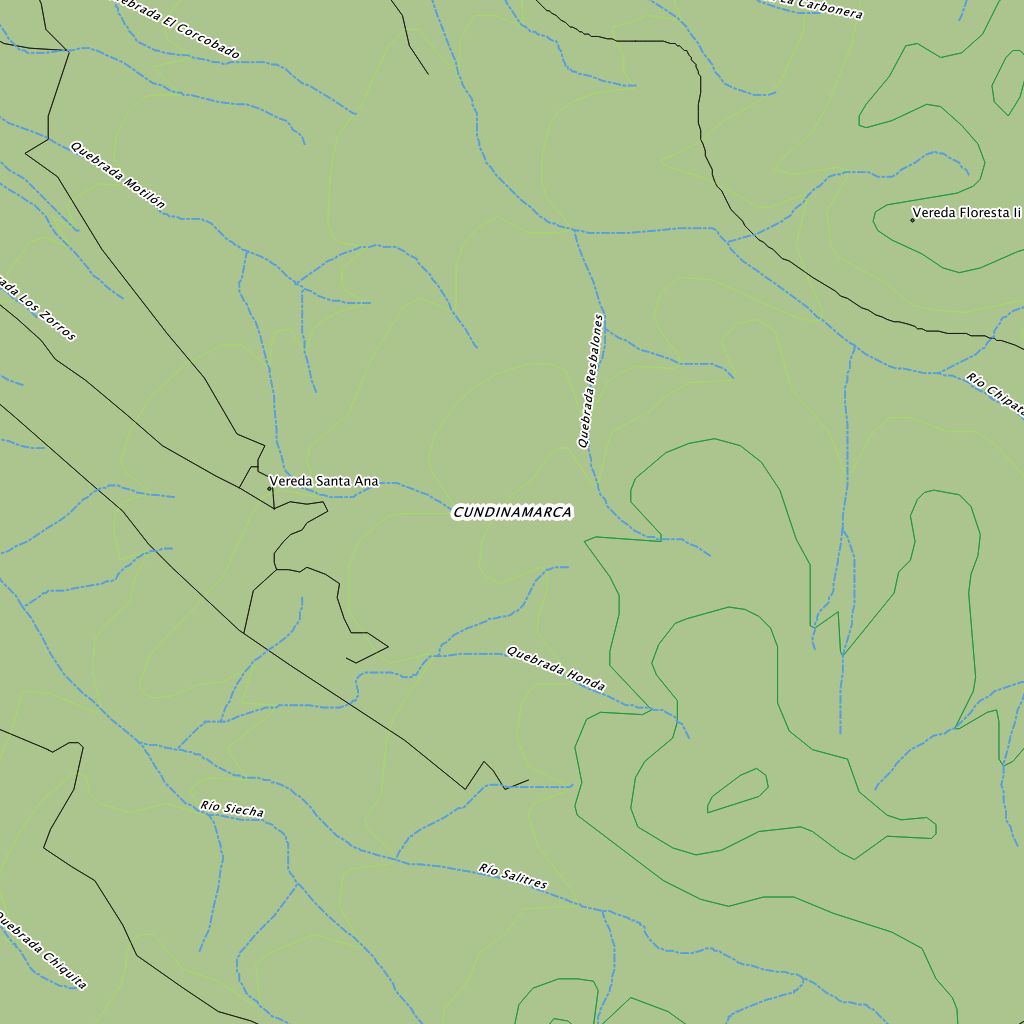 Quebrada El Corcobado
La Carbonera
Quebrada Motilón
Vereda Floresta Ii
Los Zorros
Quebrada Resbalones
Río Chipatá
Vereda Santa Ana
CUNDINAMARCA
Quebrada Honda
Río Siecha
Río Salitres
Quebrada Chiquita